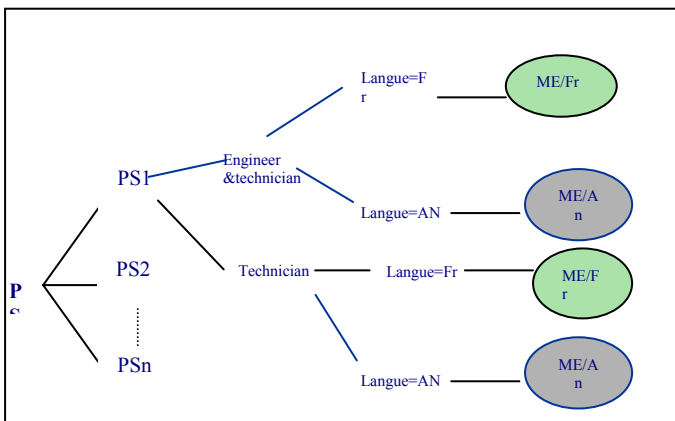 Langue=F
r
ME/Fr
PS1
Engineer
&technician
Langue=AN
ME/A
n
PS2
Technician
Langue=Fr
ME/F
r
P
PSn
Langue=AN
ME/A
n